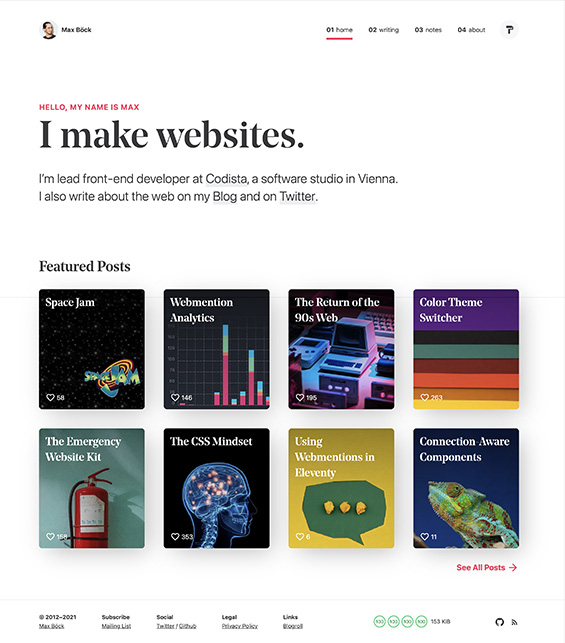 Max Böck
01 home 02 writing 03 notes 04 about
HELLO, MY NAME IS MAX
I make websites.
I'm lead front-end developer at Codista, a software studio in Vienna.
I also write about the web on my Blog and on Twitter.
Featured Posts
Space Jam
SPACE JAM
58
Webmention
Analytics
146
The Return of the
90s Web
195
Color Theme
Switcher
263
The Emergency
Website Kit
The CSS Mindset
353
Using
Webmentions in
Eleventy
6
Connection-Aware
Components
11
See All Posts →
© 2012–2021
Max Böck
Subscribe
Mailing List
Social
Twitter / Github
Legal
Privacy Policy
Links
Blogroll
100 100 100 100 153 KiB